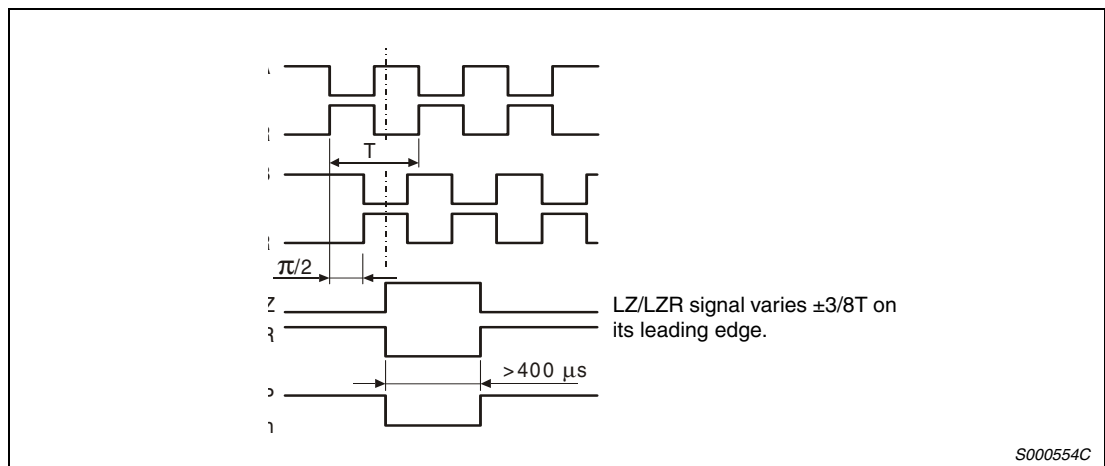 T
π/2
LZ/LZR signal varies ±3/8T on
its leading edge.
>400 μs
S000554C